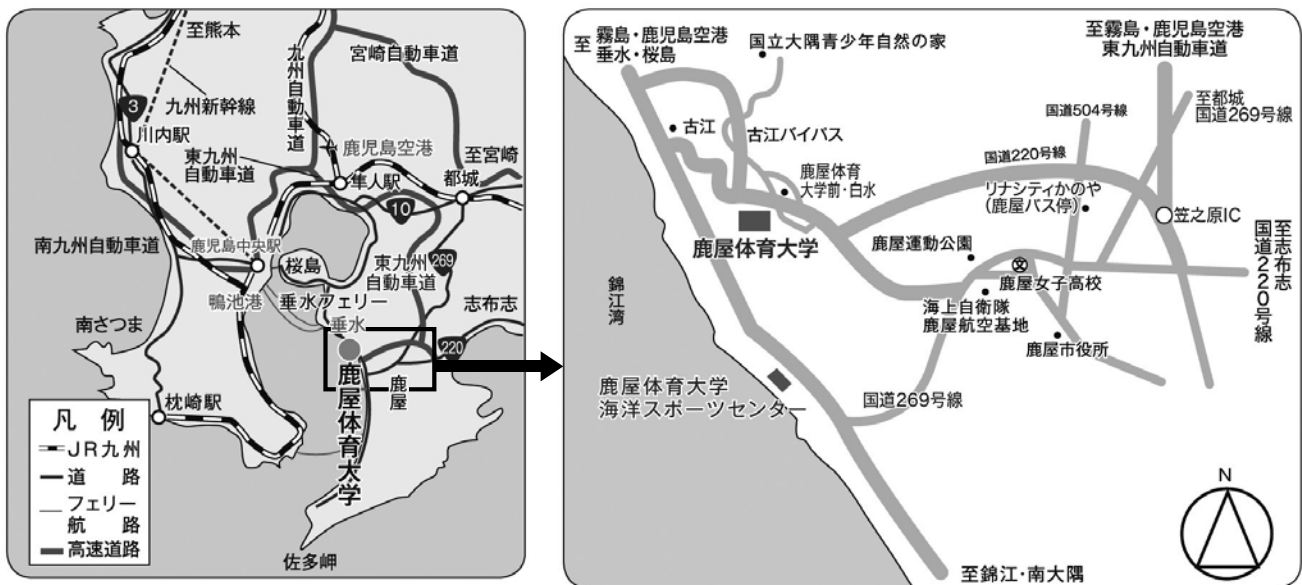 至熊本
九州自動車道
宮崎自動車道
3
九州新幹線
川内駅
東九州
自動車道
鹿児島空港
至宮崎
隼人駅
都城
10
南九州自動車道
鹿児島中央駅
桜島
東九州
自動車道
269
鴨池港
垂水フェリー
志布志
垂水
南さつま
220
鹿屋
鹿屋体育大学
枕崎駅
凡例
JR九州
道路
フェリー
航路
高速道路
佐多岬
至 霧島・鹿児島空港
垂水・桜島
国立大隅青少年自然の家
至霧島・鹿児島空港
東九州自動車道
至都城
国道269号線
国道504号線
古江
古江バイパス
国道220号線
鹿屋体育
大学前・白水
リナシティかのや
(鹿屋バス停)
笠之原IC
鹿屋体育大学
鹿屋運動公園
至志布志
国道220号線
文
鹿屋女子高校
錦江湾
海上自衛隊
鹿屋航空基地
鹿屋市役所
鹿屋体育大学
海洋スポーツセンター
国道269号線
N
至錦江・南大隅